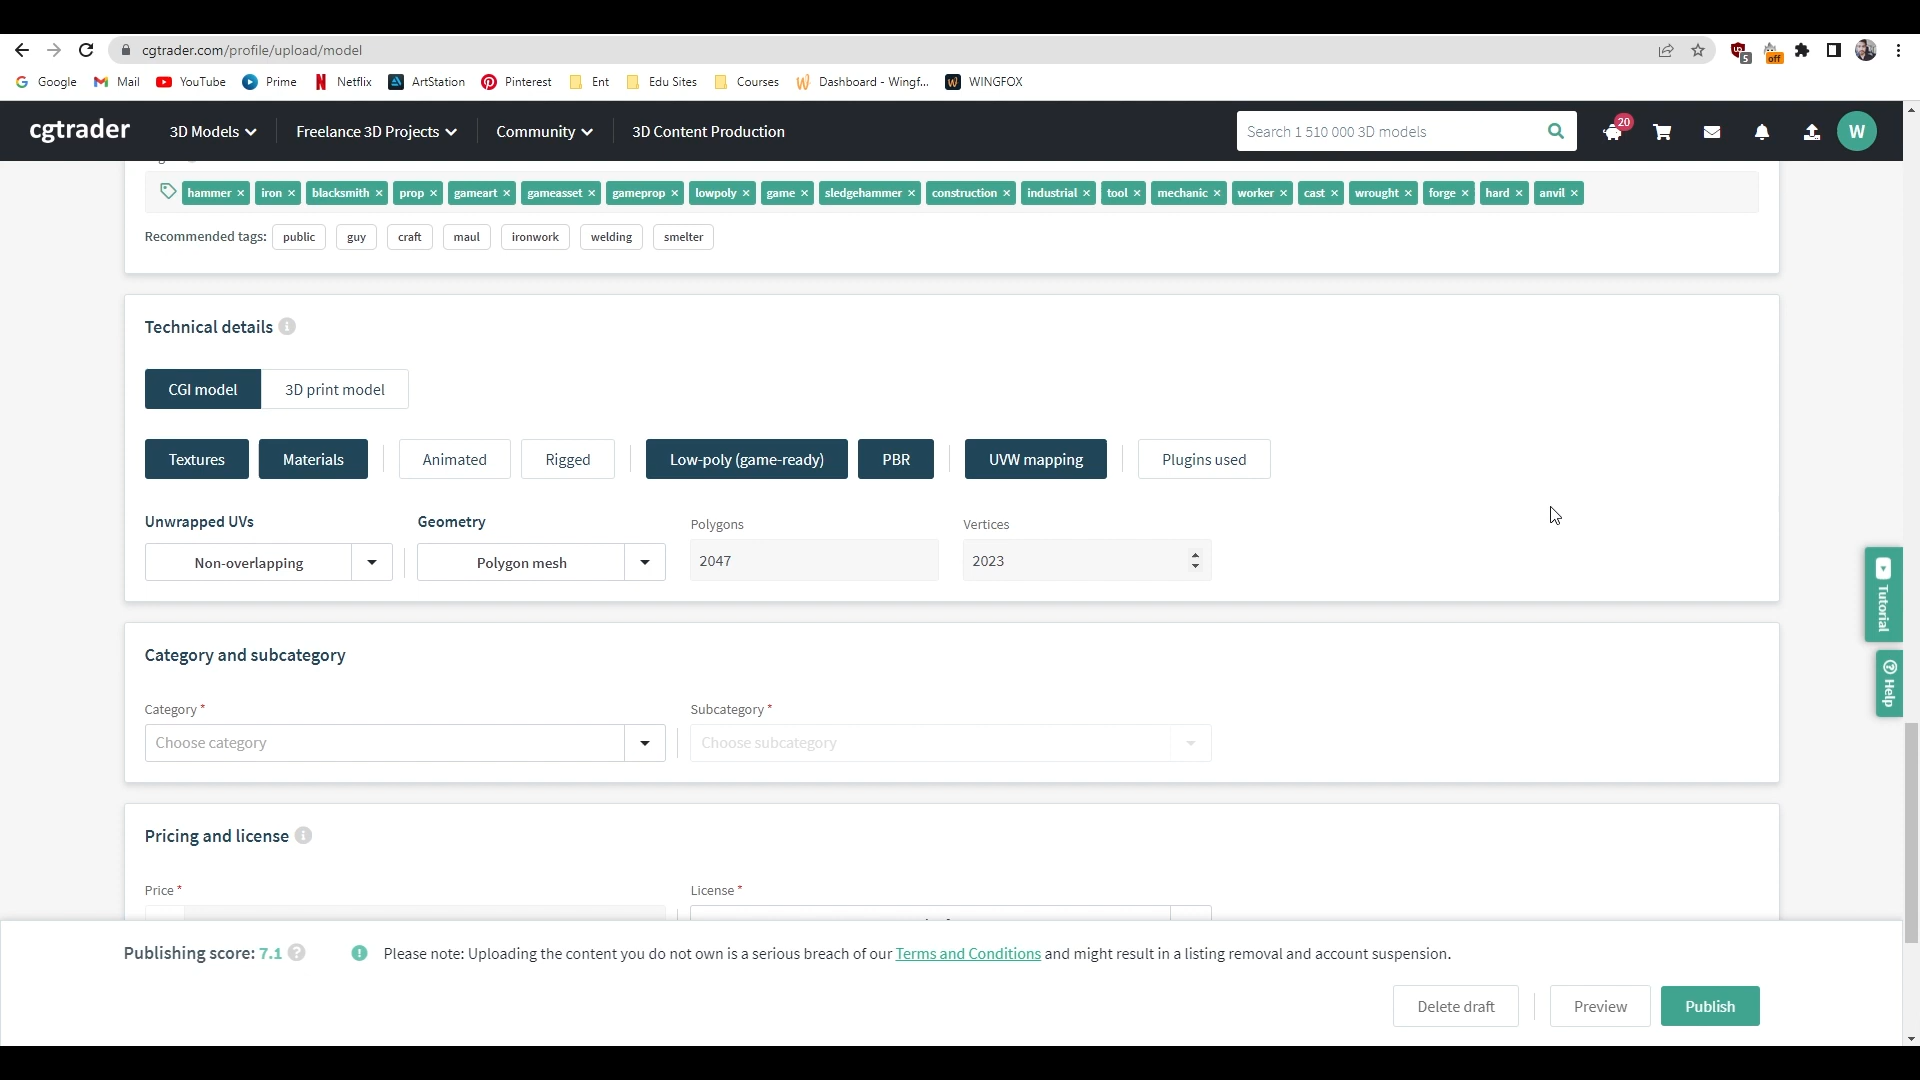 cgtrader.com/profile/upload/model
5
off
Google Mail YouTube Prime Netflix ArtStation Pinterest Ent Edu Sites Courses Dashboard - Wingf... WINGFOX
cgtrader 3D Models Freelance 3D Projects Community 3D Content Production Search 1 510 000 3D models 20 W
hammer × iron × blacksmith × prop × gameart × gameasset × gameprop × lowpoly × game × sledgehammer × construction × industrial × tool × mechanic × worker × cast × wrought × forge × hard × anvil ×
Recommended tags: public guy craft maul ironwork welding smelter
Technical details
CGI model 3D print model
Textures Materials Animated Rigged Low-poly (game-ready) PBR UVW mapping Plugins used
Unwrapped UVs Geometry Polygons Vertices
Non-overlapping Polygon mesh 2047 2023
Tutorial
Help
Category and subcategory
Category * Subcategory *
Choose category Choose subcategory
Pricing and license
Price * License *
Publishing score: 7.1 ? ! Please note: Uploading the content you do not own is a serious breach of our Terms and Conditions and might result in a listing removal and account suspension.
Delete draft Preview Publish